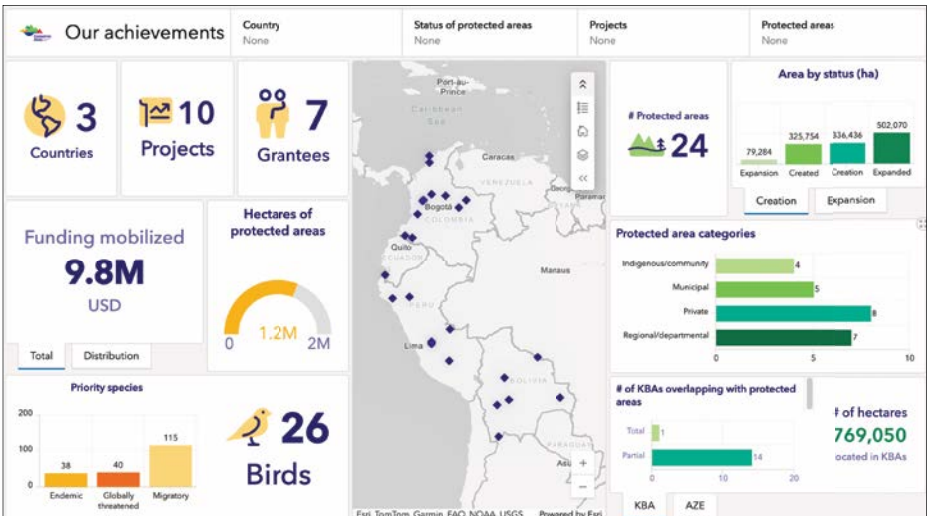 Our achievements
Country
None
Status of protected areas
None
Projects
None
Protected areas
None
3
Countries
10
Projects
7
Grantees
Funding mobilized
9.8M
USD
Total
Distribution
Hectares of
protected areas
1.2M
0
2M
Priority species
200
100
0
38
40
115
Endemic
Globally
threatened
Migratory
26
Birds
Port-au-
Prince
Caribbean
Sea
Caracas
VENEZUELA
Georg
Paramar
Bogotá
COLOMBIA
Quito
ECUADOR
Maraus
PERU
Lima
BOLIVIA
PARAGUAY
Asu
+
−
Esri, TomTom, Garmin, FAO, NOAA, USGS
Powered by Esri
# Protected areas
24
Area by status (ha)
79,284
325,754
336,436
502,070
Expansion
Created
Creation
Expanded
Creation
Expansion
Protected area categories
Indigenous/community
4
Municipal
5
Private
8
Regional/departmental
7
0
5
10
# of KBAs overlapping with protected
areas
Total
1
Partial
14
0
10
20
KBA
AZE
# of hectares
769,050
ocated in KBAs